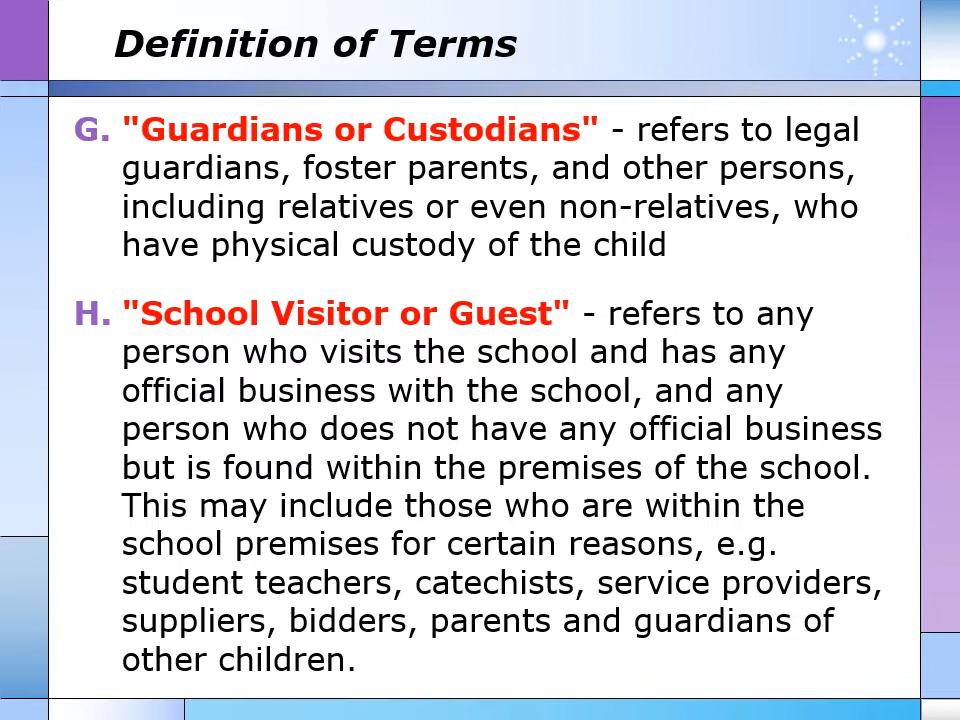 Definition of Terms
G. "Guardians or Custodians" - refers to legal
guardians, foster parents, and other persons,
including relatives or even non-relatives, who
have physical custody of the child
H. "School Visitor or Guest" - refers to any
person who visits the school and has any
official business with the school, and any
person who does not have any official business
but is found within the premises of the school.
This may include those who are within the
school premises for certain reasons, e.g.
student teachers, catechists, service providers,
suppliers, bidders, parents and guardians of
other children.